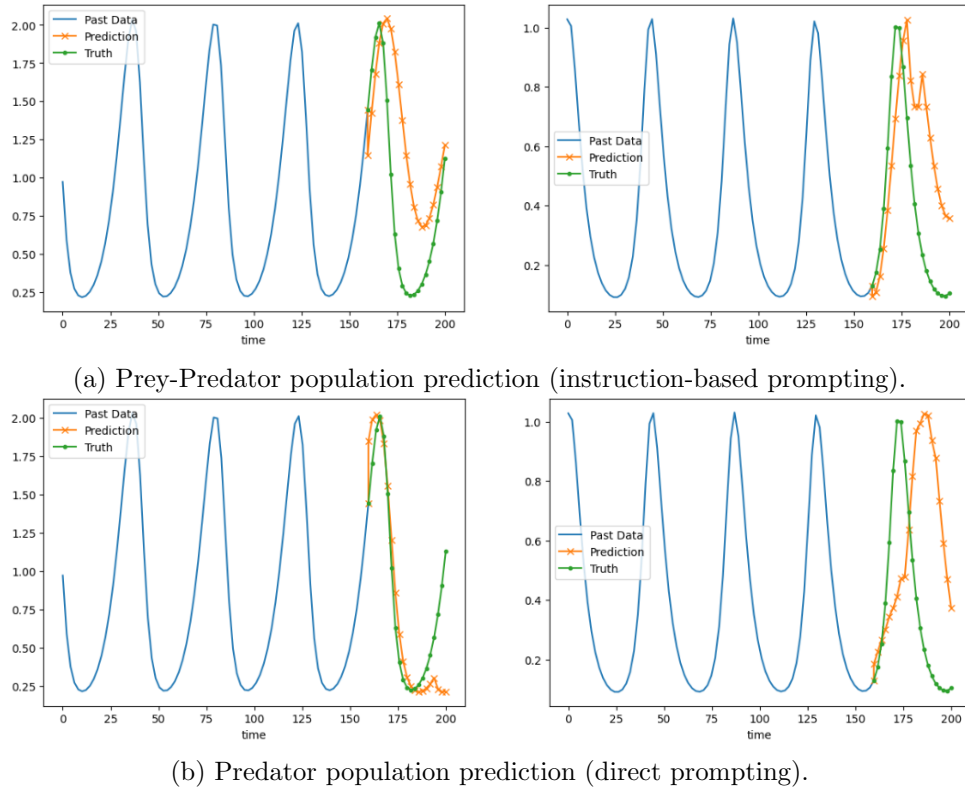 2.00
1.75
1.50
1.25
1.00
0.75
0.50
0.25
Past Data
Prediction
Truth
0 25 50 75 100 125 150 175 200
time
1.0
0.8
0.6
0.4
0.2
Past Data
Prediction
Truth
0 25 50 75 100 125 150 175 200
time
(a) Prey-Predator population prediction (instruction-based prompting).
2.00
1.75
1.50
1.25
1.00
0.75
0.50
0.25
Past Data
Prediction
Truth
0 25 50 75 100 125 150 175 200
time
1.0
0.8
0.6
0.4
0.2
Past Data
Prediction
Truth
0 25 50 75 100 125 150 175 200
time
(b) Predator population prediction (direct prompting).